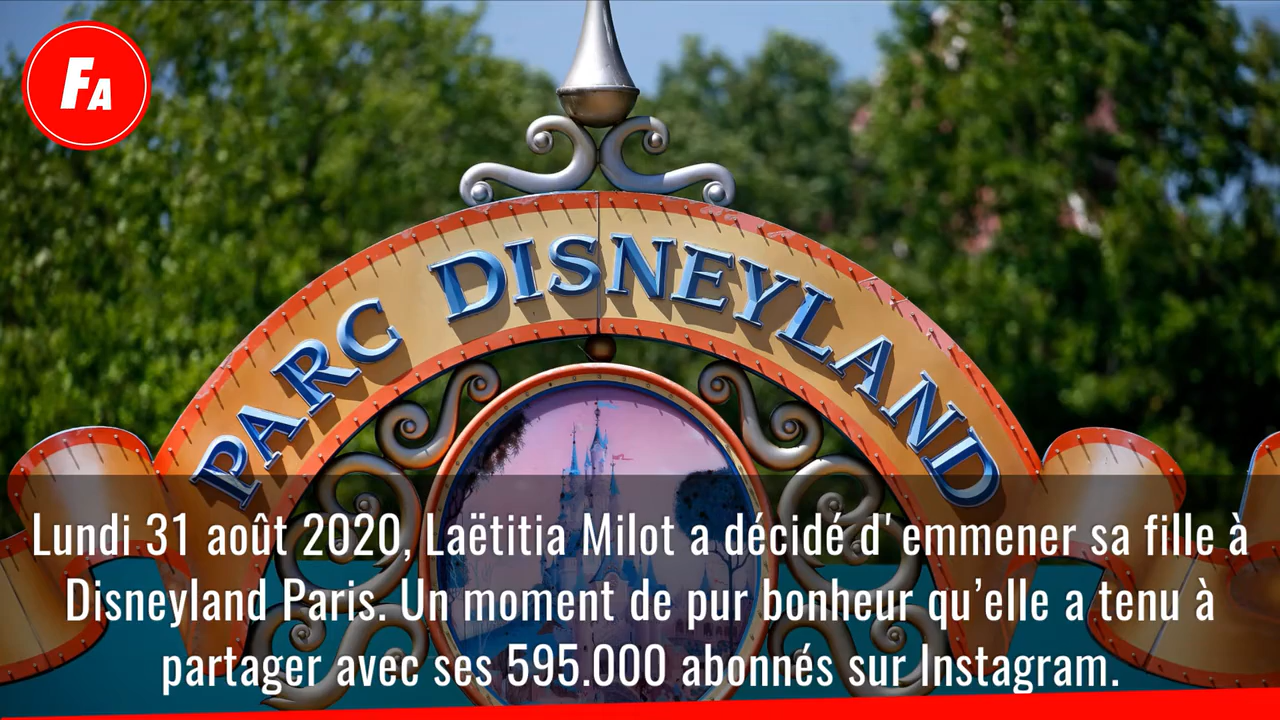 FA
PARC DISNEYLAND
Lundi 31 août 2020, Laëtitia Milot a décidé d' emmener sa fille à
Disneyland Paris. Un moment de pur bonheur qu’elle a tenu à
partager avec ses 595.000 abonnés sur Instagram.